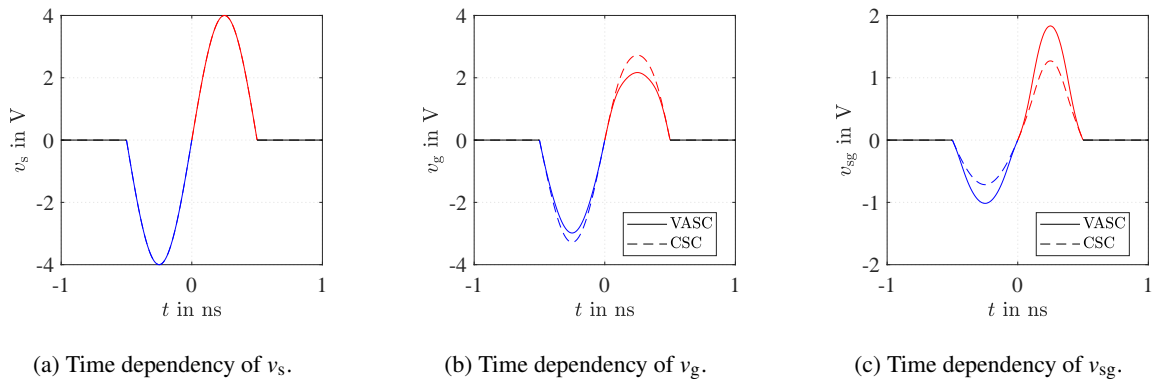 4
2
0
-2
-4
-1
0
1
v_s in V
t in ns
4
2
0
-2
-4
-1
0
1
v_g in V
t in ns
VASC
CSC
2
1
0
-1
-2
-1
0
1
v_sg in V
t in ns
VASC
CSC
(a) Time dependency of v_s.
(b) Time dependency of v_g.
(c) Time dependency of v_sg.